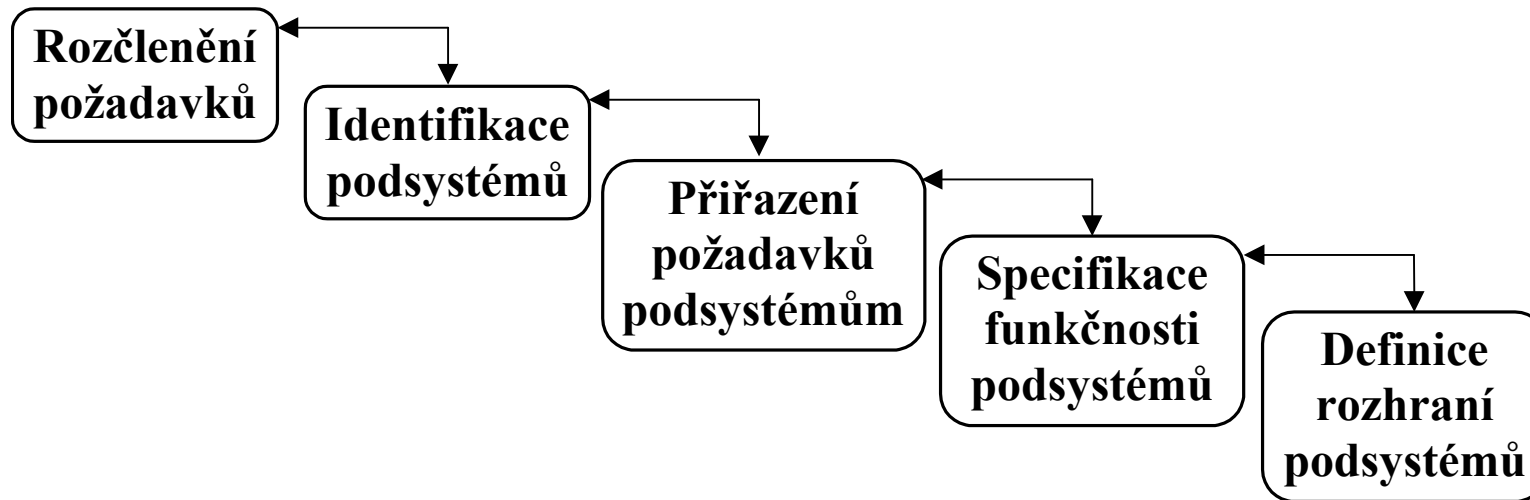 Rozčlenění
požadavků
Identifikace
podsystémů
Přiřazení
požadavků
podsystémům
Specifikace
funkčnosti
podsystémů
Definice
rozhraní
podsystémů